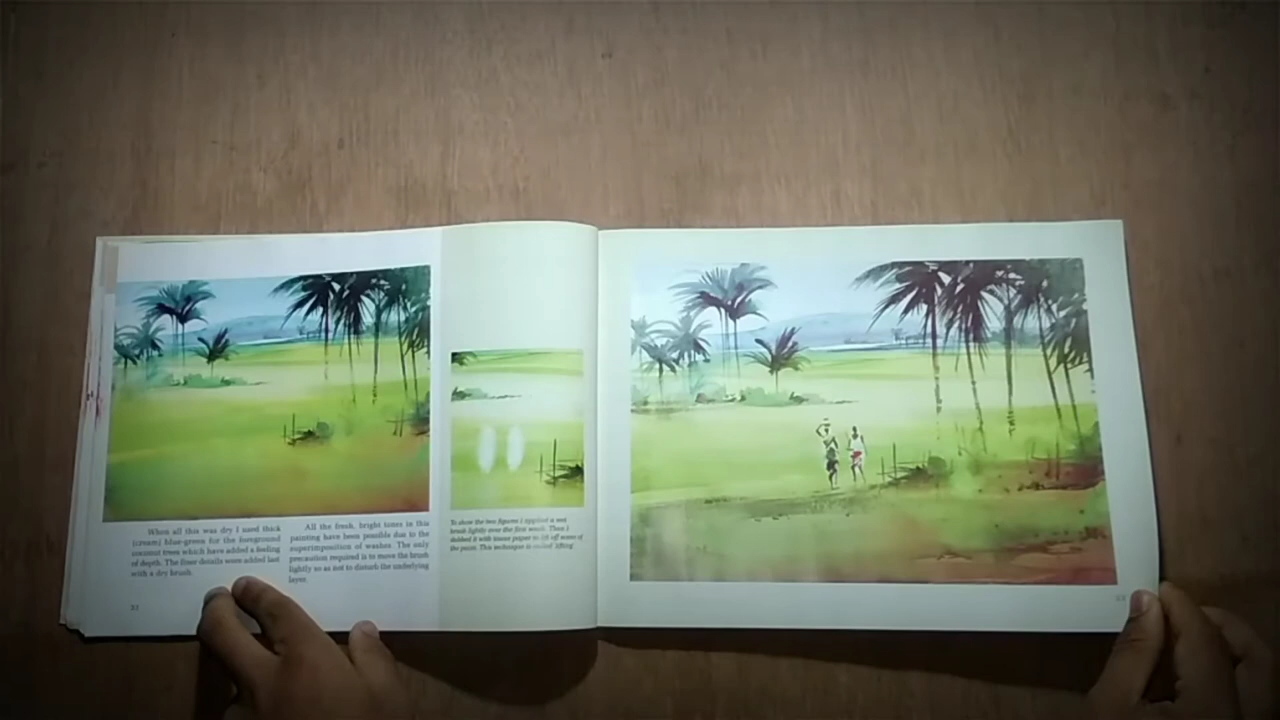 When all this was dry I used thick
(cream) blue-green for the foreground
coconut trees which have added a feeling
of depth. The finer details were added last
with a dry brush.
All the fresh, bright tones in this
painting have been possible due to the
superimposition of washes. The only
precaution required is to move the brush
lightly so as not to disturb the underlying
layer.
To show the two figures I applied a wet
brush lightly over the first wash. Then I
dabbed it with tissue paper to lift off some of
the paint. This technique is called 'lifting'